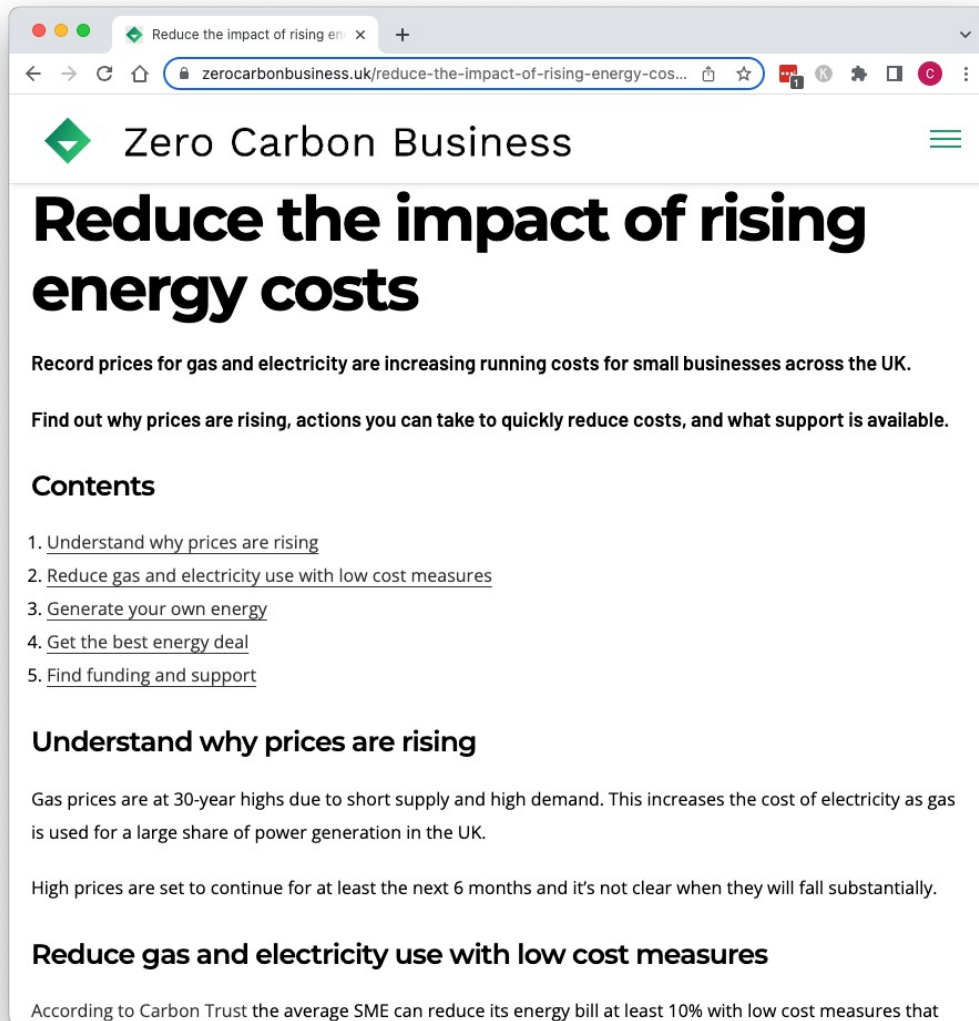 Reduce the impact of rising en
zerocarbonbusiness.uk/reduce-the-impact-of-rising-energy-cos...
1
K
C
Zero Carbon Business
Reduce the impact of rising
energy costs
Record prices for gas and electricity are increasing running costs for small businesses across the UK.
Find out why prices are rising, actions you can take to quickly reduce costs, and what support is available.
Contents
1. Understand why prices are rising
2. Reduce gas and electricity use with low cost measures
3. Generate your own energy
4. Get the best energy deal
5. Find funding and support
Understand why prices are rising
Gas prices are at 30-year highs due to short supply and high demand. This increases the cost of electricity as gas
is used for a large share of power generation in the UK.
High prices are set to continue for at least the next 6 months and it's not clear when they will fall substantially.
Reduce gas and electricity use with low cost measures
According to Carbon Trust the average SME can reduce its energy bill at least 10% with low cost measures that